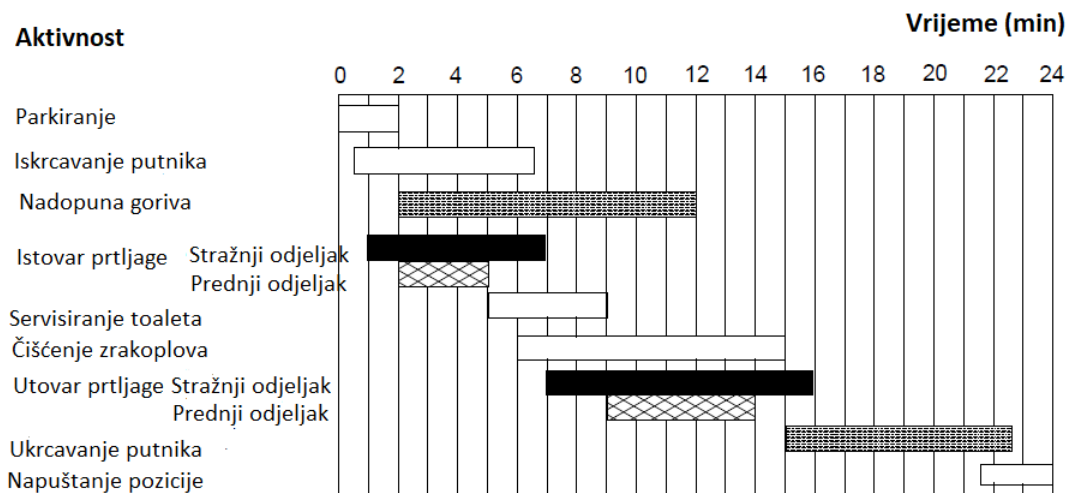 Aktivnost
Vrijeme (min)
0 2 4 6 8 10 12 14 16 18 20 22 24
Parkiranje
Iskrcavanje putnika
Nadopuna goriva
Istovar prtljage Stražnji odjeljak
Prednji odjeljak
Servisiranje toaleta
Čišćenje zrakoplova
Utovar prtljage Stražnji odjeljak
Prednji odjeljak
Ukrcavanje putnika
Napuštanje pozicije